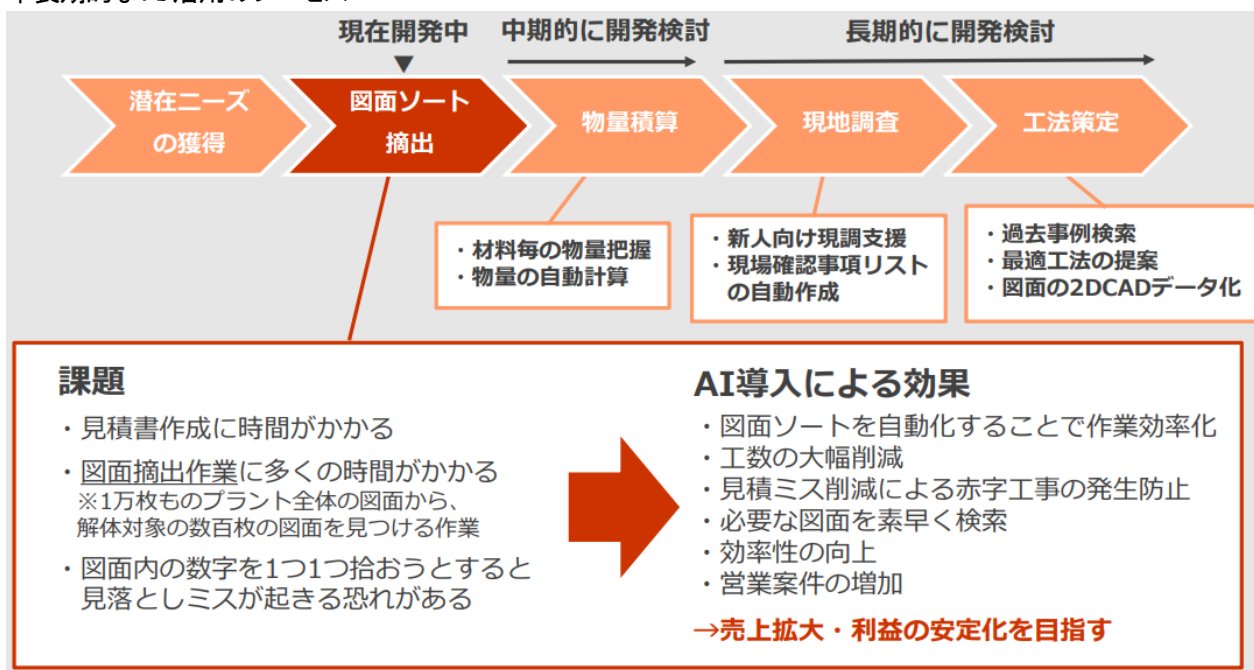 現在開発中
中期的に開発検討
長期的に開発検討
▼
潜在ニーズ
の獲得
図面ソート
摘出
物量積算
現地調査
工法策定
・材料毎の物量把握
・物量の自動計算
・新人向け現調支援
・現場確認事項リスト
の自動作成
・過去事例検索
・最適工法の提案
・図面の2DCADデータ化
課題
・見積書作成に時間がかかる
・図面摘出作業に多くの時間がかかる
※1万枚ものプラント全体の図面から、
解体対象の数百枚の図面を見つける作業
・図面内の数字を1つ1つ拾おうとすると
見落としミスが起きる恐れがある
AI導入による効果
・図面ソートを自動化することで作業効率化
・工数の大幅削減
・見積ミス削減による赤字工事の発生防止
・必要な図面を素早く検索
・効率性の向上
・営業案件の増加
→売上拡大・利益の安定化を目指す